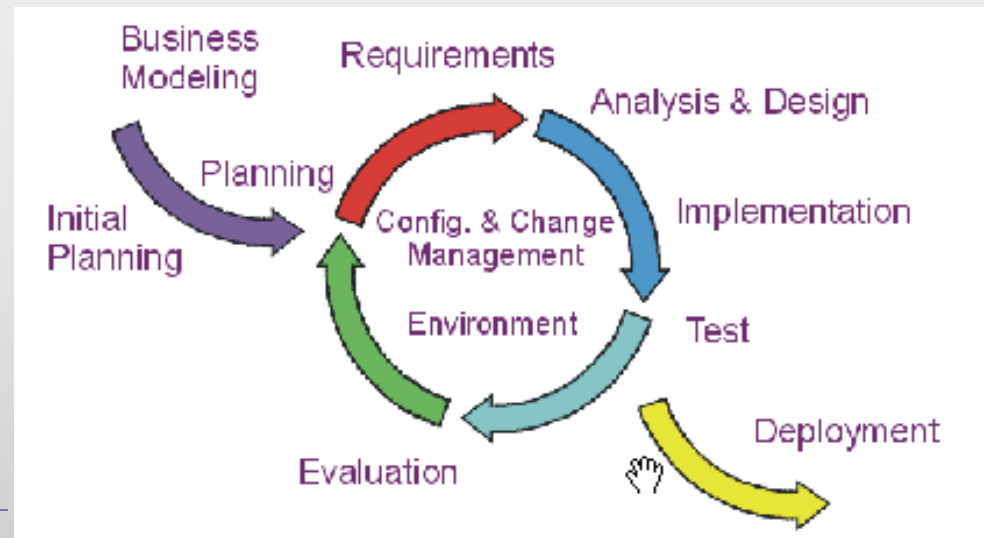 Business
Modeling
Requirements
Analysis & Design
Planning
Initial
Planning
Config. & Change
Management
Implementation
Environment
Test
Deployment
Evaluation